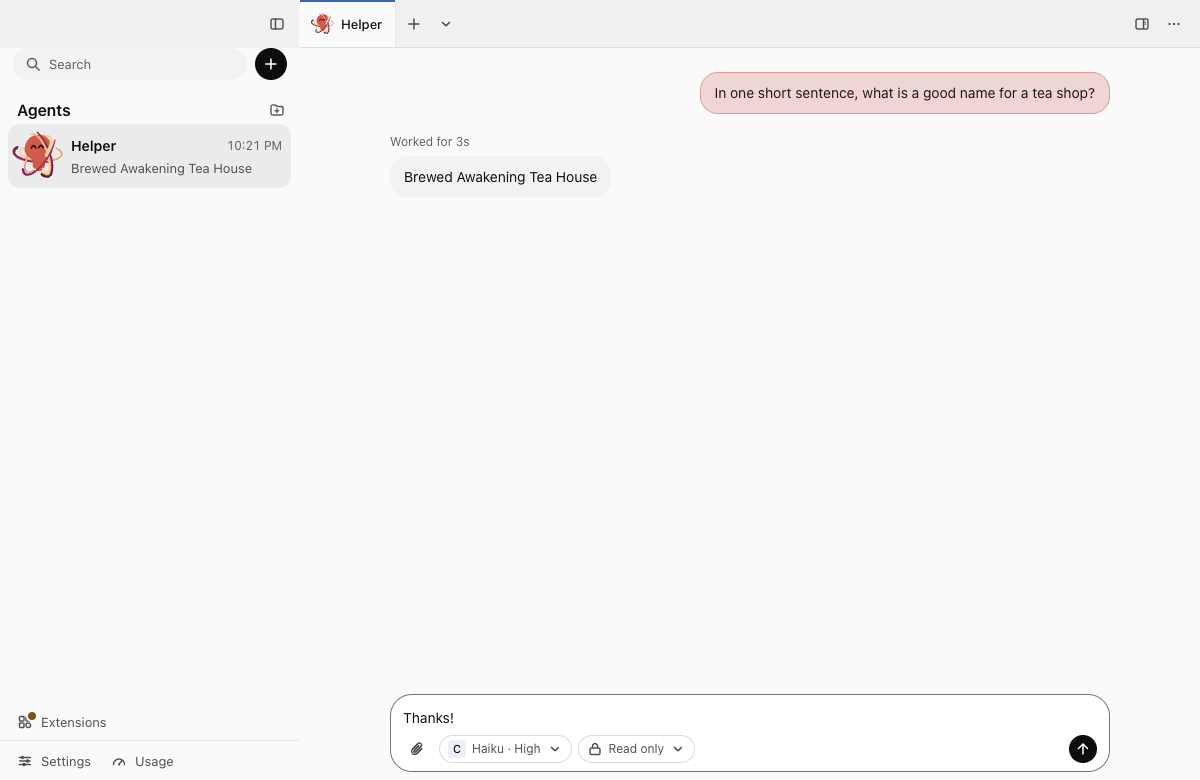 Helper
Search
Agents
Helper
10:21 PM
Brewed Awakening Tea House
In one short sentence, what is a good name for a tea shop?
Worked for 3s
Brewed Awakening Tea House
Thanks!
C
Haiku · High
Read only
Extensions
Settings
Usage